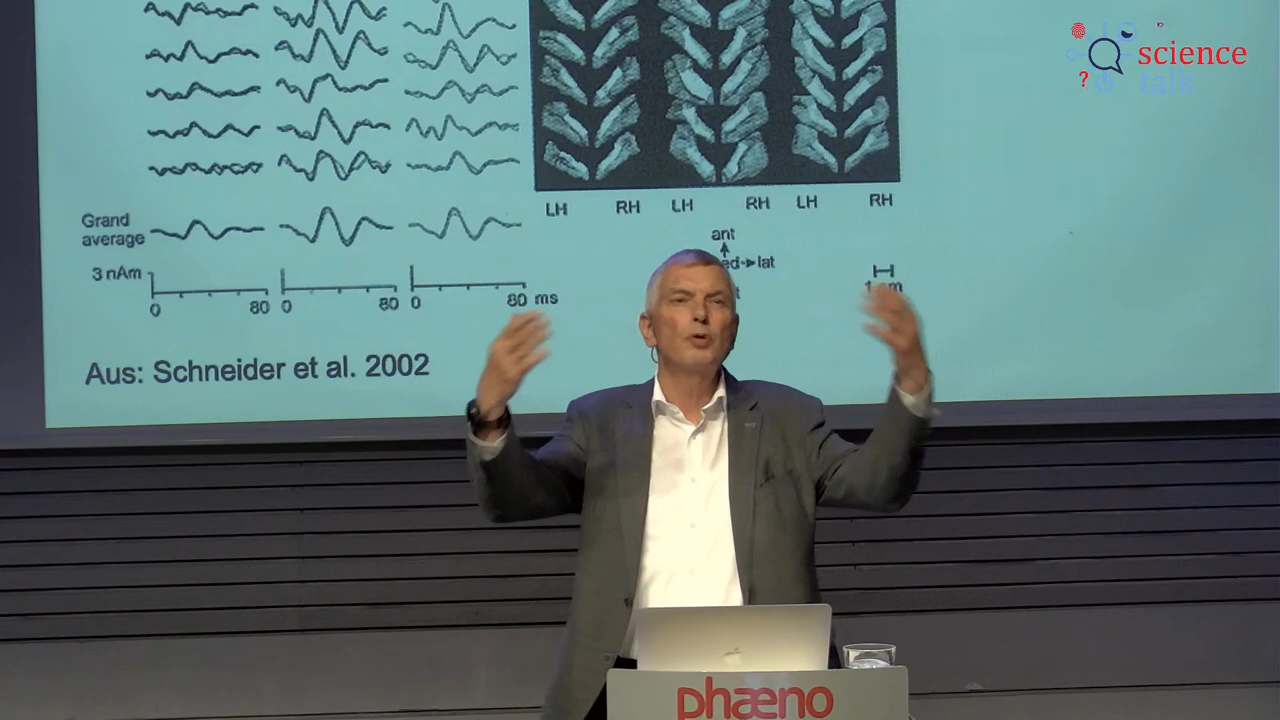 science
talk
?
LH RH LH RH LH RH
Grand
average
ant
lat
3 nAm
0 80 0 80 0 80 ms
Aus: Schneider et al. 2002
phæno